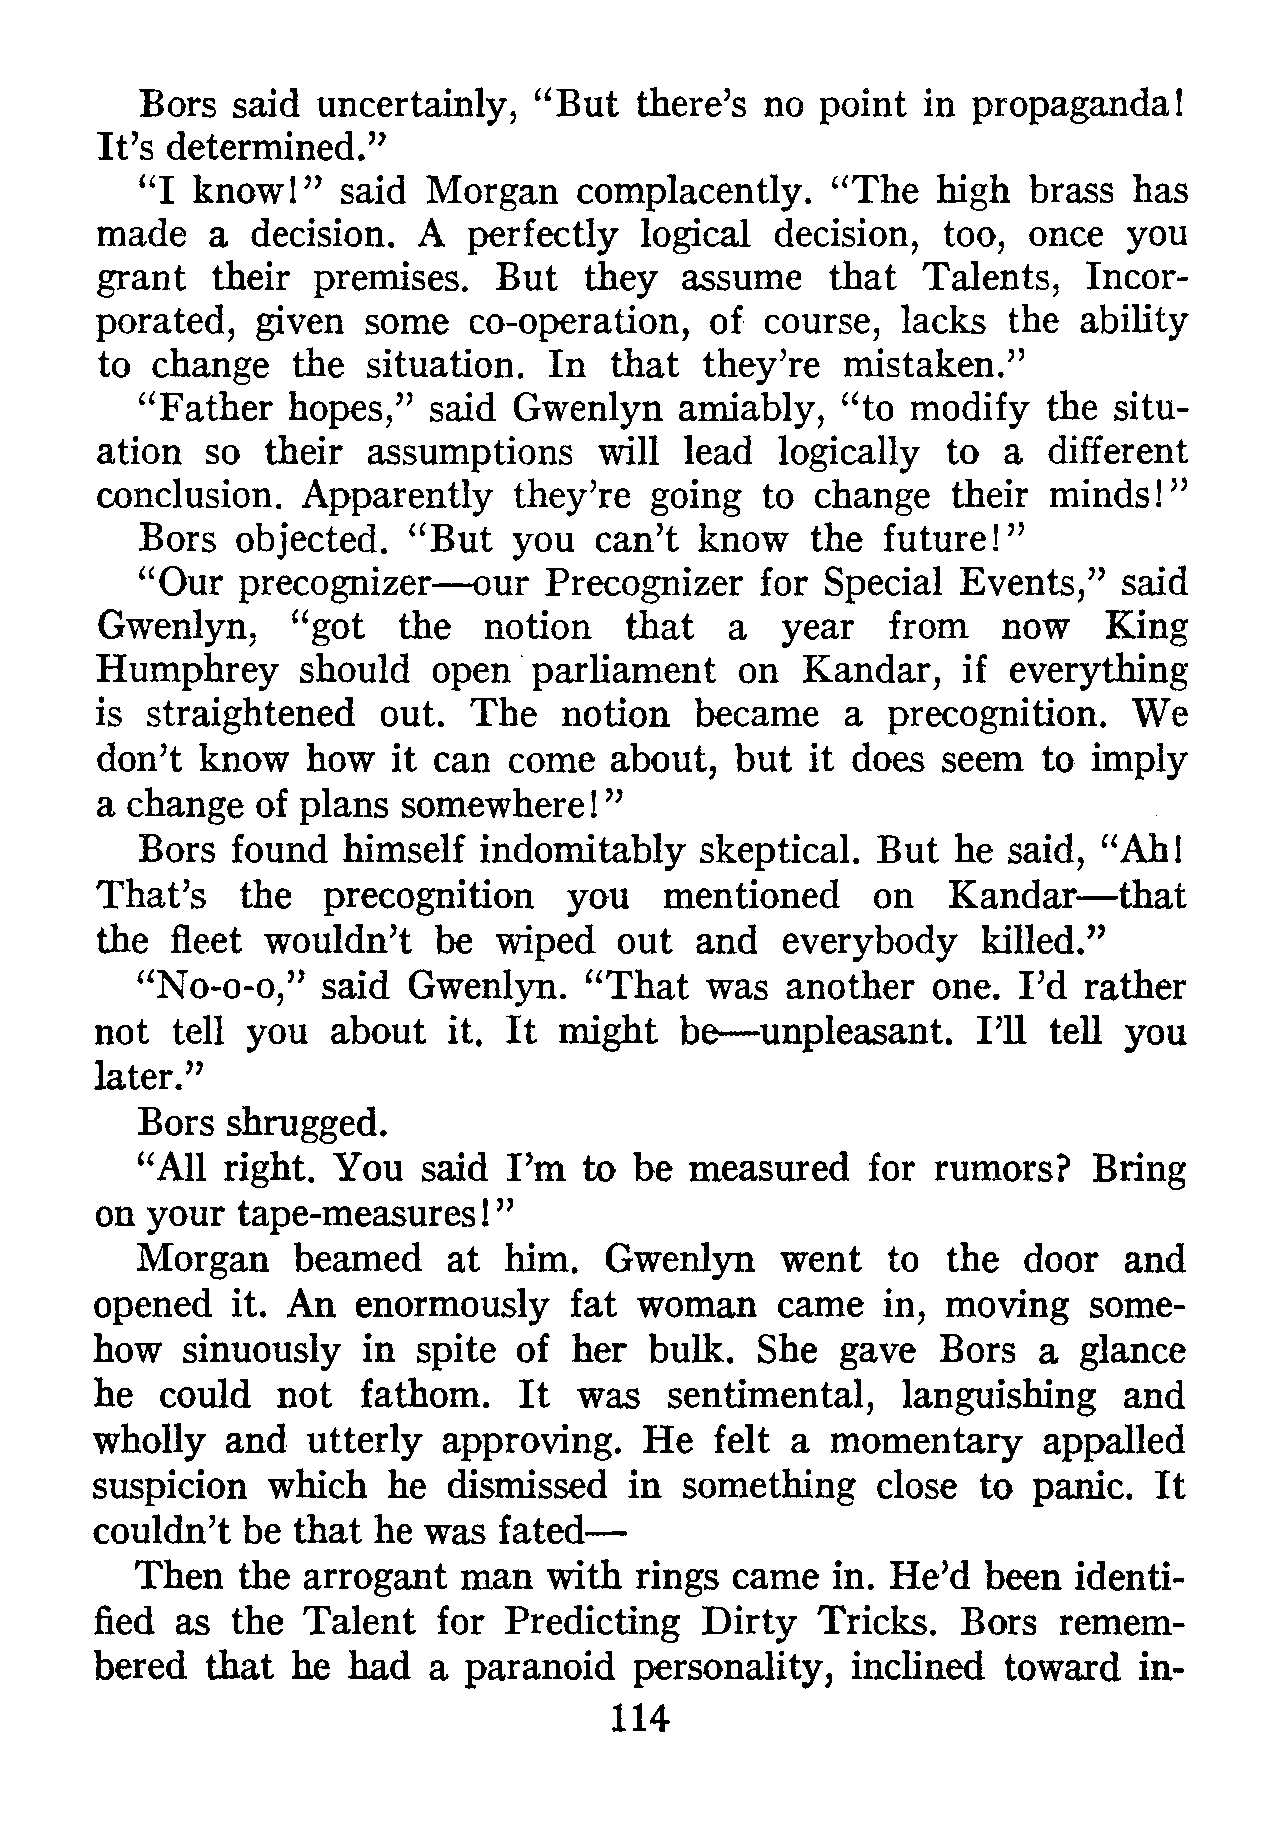 Bors said uncertainly, “But there’s no point in propaganda!
It’s determined.”
“I know!” said Morgan complacently. “The high brass has
made a decision. A perfectly logical decision, too, once you
grant their premises. But they assume that Talents, Incor-
porated, given some co-operation, of course, lacks the ability
to change the situation. In that they’re mistaken.”
“Father hopes,” said Gwenlyn amiably, “to modify the situ-
ation so their assumptions will lead logically to a different
conclusion. Apparently they’re going to change their minds!”
Bors objected. “But you can’t know the future!”
“Our precognizer—our Precognizer for Special Events,” said
Gwenlyn, “got the notion that a year from now King
Humphrey should open parliament on Kandar, if everything
is straightened out. The notion became a precognition. We
don’t know how it can come about, but it does seem to imply
a change of plans somewhere!”
Bors found himself indomitably skeptical. But he said, “Ah!
That’s the precognition you mentioned on Kandar—that
the fleet wouldn’t be wiped out and everybody killed.”
“No-o-o,” said Gwenlyn. “That was another one. I’d rather
not tell you about it. It might be—unpleasant. I’ll tell you
later.”
Bors shrugged.
“All right. You said I’m to be measured for rumors? Bring
on your tape-measures!”
Morgan beamed at him. Gwenlyn went to the door and
opened it. An enormously fat woman came in, moving some-
how sinuously in spite of her bulk. She gave Bors a glance
he could not fathom. It was sentimental, languishing and
wholly and utterly approving. He felt a momentary appalled
suspicion which he dismissed in something close to panic. It
couldn’t be that he was fated—
Then the arrogant man with rings came in. He’d been identi-
fied as the Talent for Predicting Dirty Tricks. Bors remem-
bered that he had a paranoid personality, inclined toward in-
114